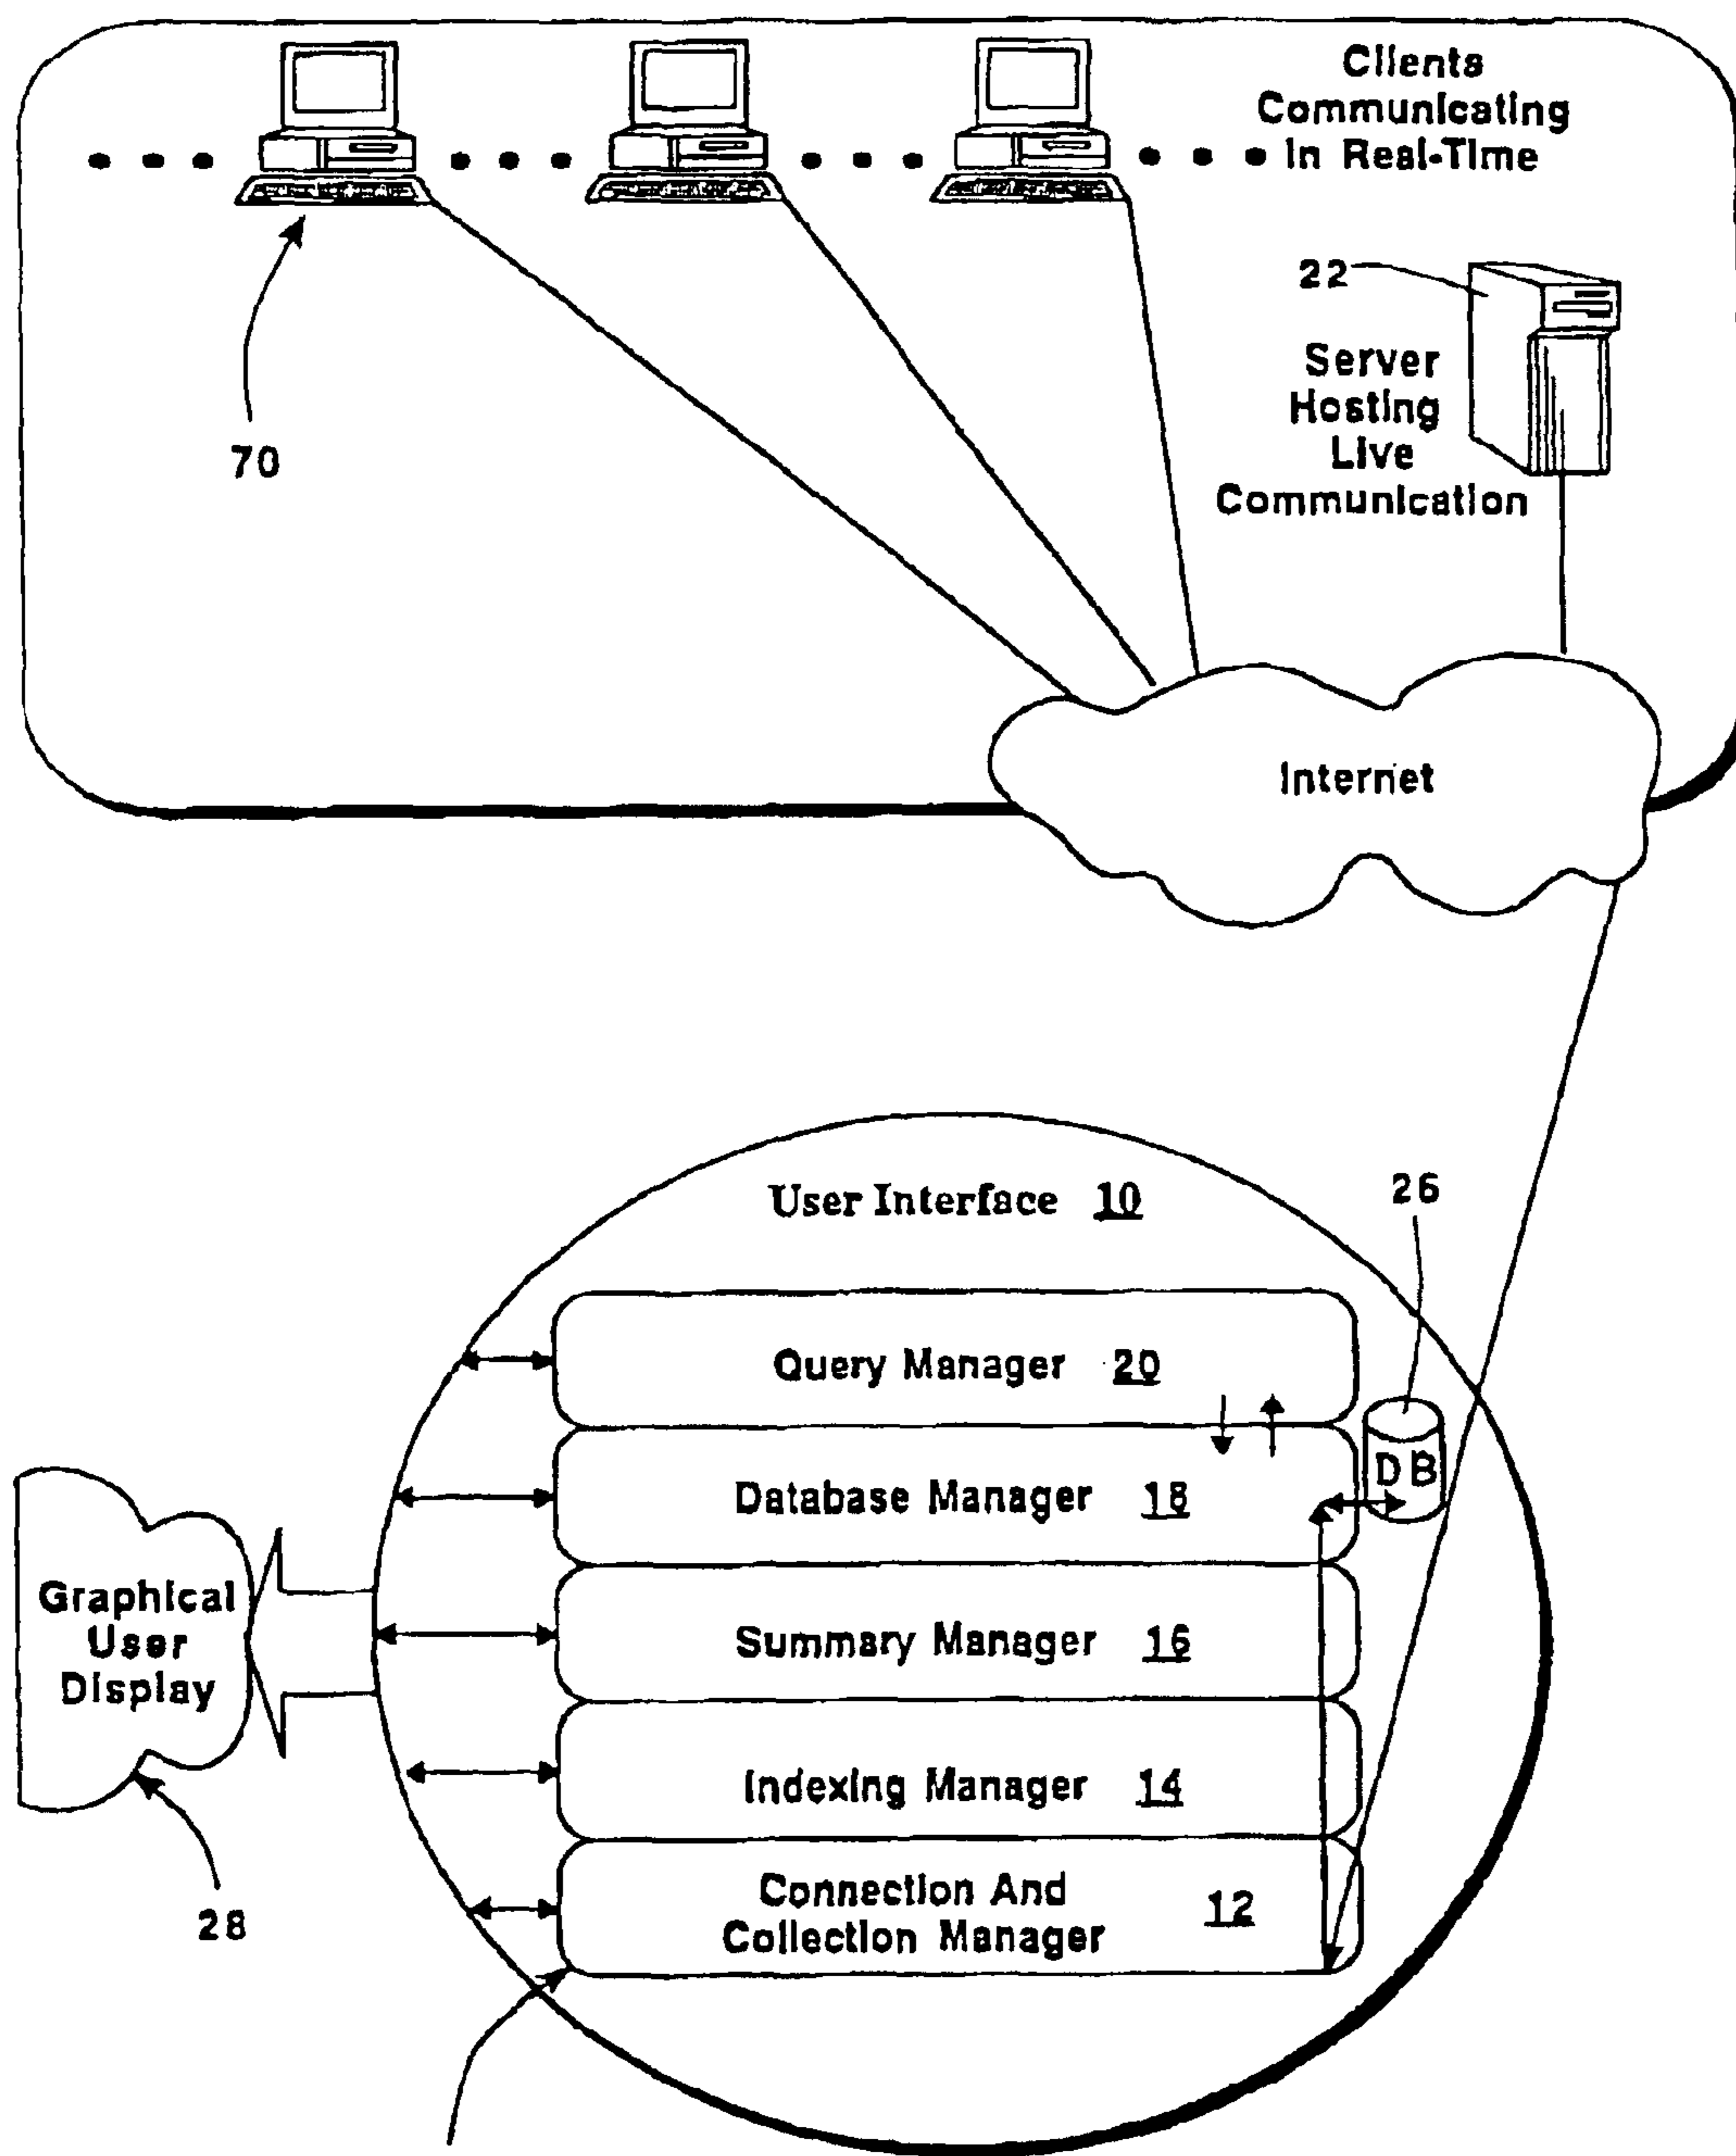 Clients
Communicating
in Real-Time
22
Server
Hosting
Live
Communication
70
Internet
User Interface 10
26
Query Manager 20
DB
Database Manager 18
Graphical
User
Display
Summary Manager 16
Indexing Manager 14
28
Connection And
Collection Manager 12